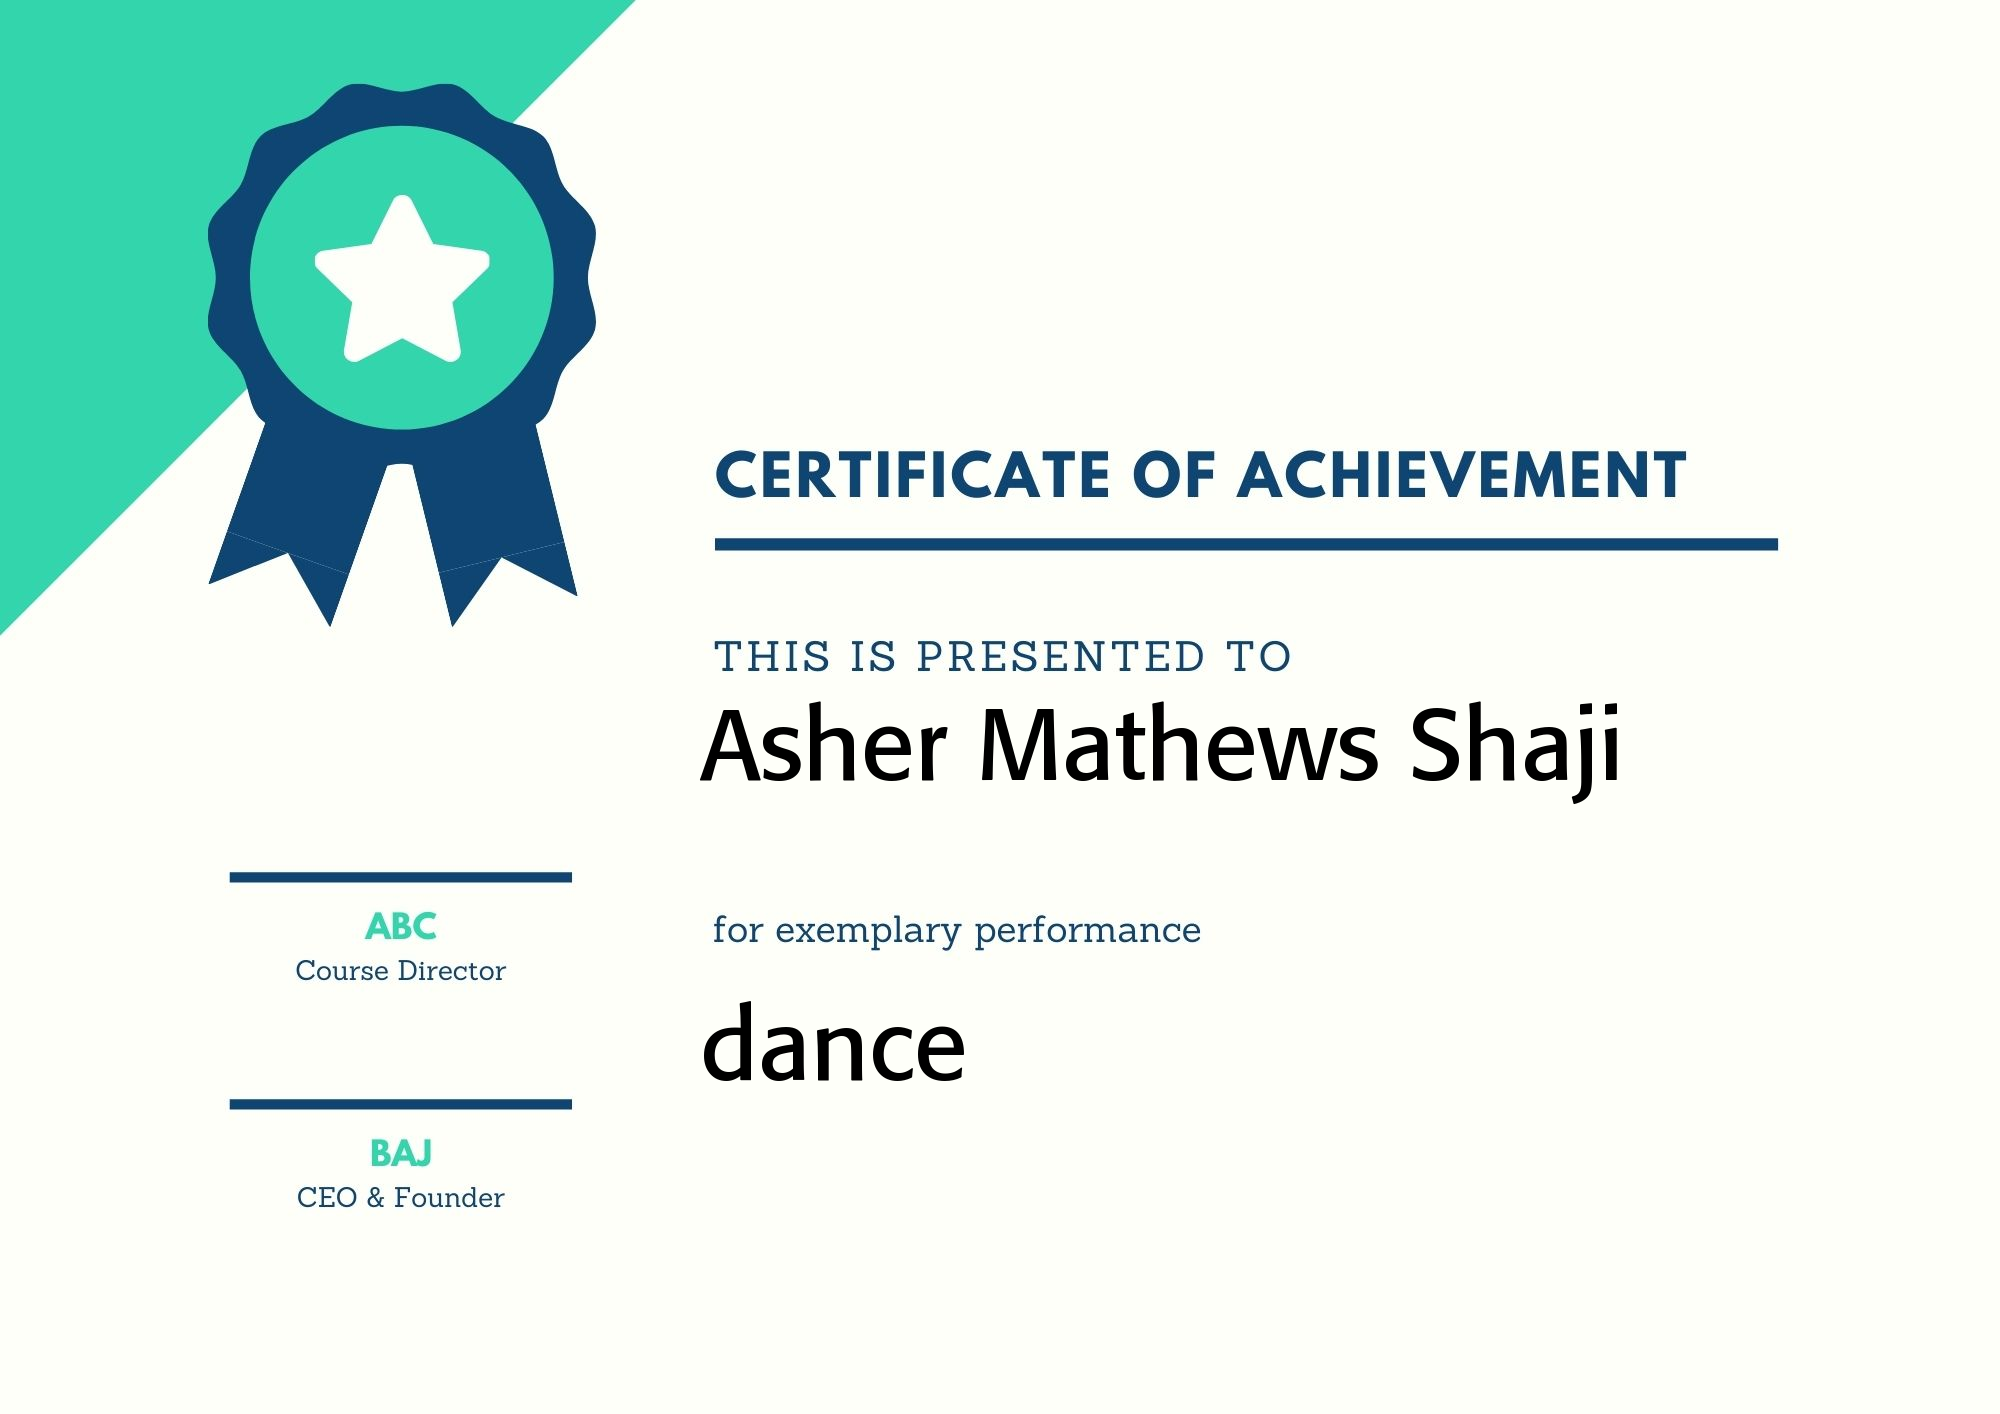 CERTIFICATE OF ACHIEVEMENT
THIS IS PRESENTED TO
Asher Mathews Shaji
for exemplary performance
dance
ABC
Course Director
BAJ
CEO & Founder